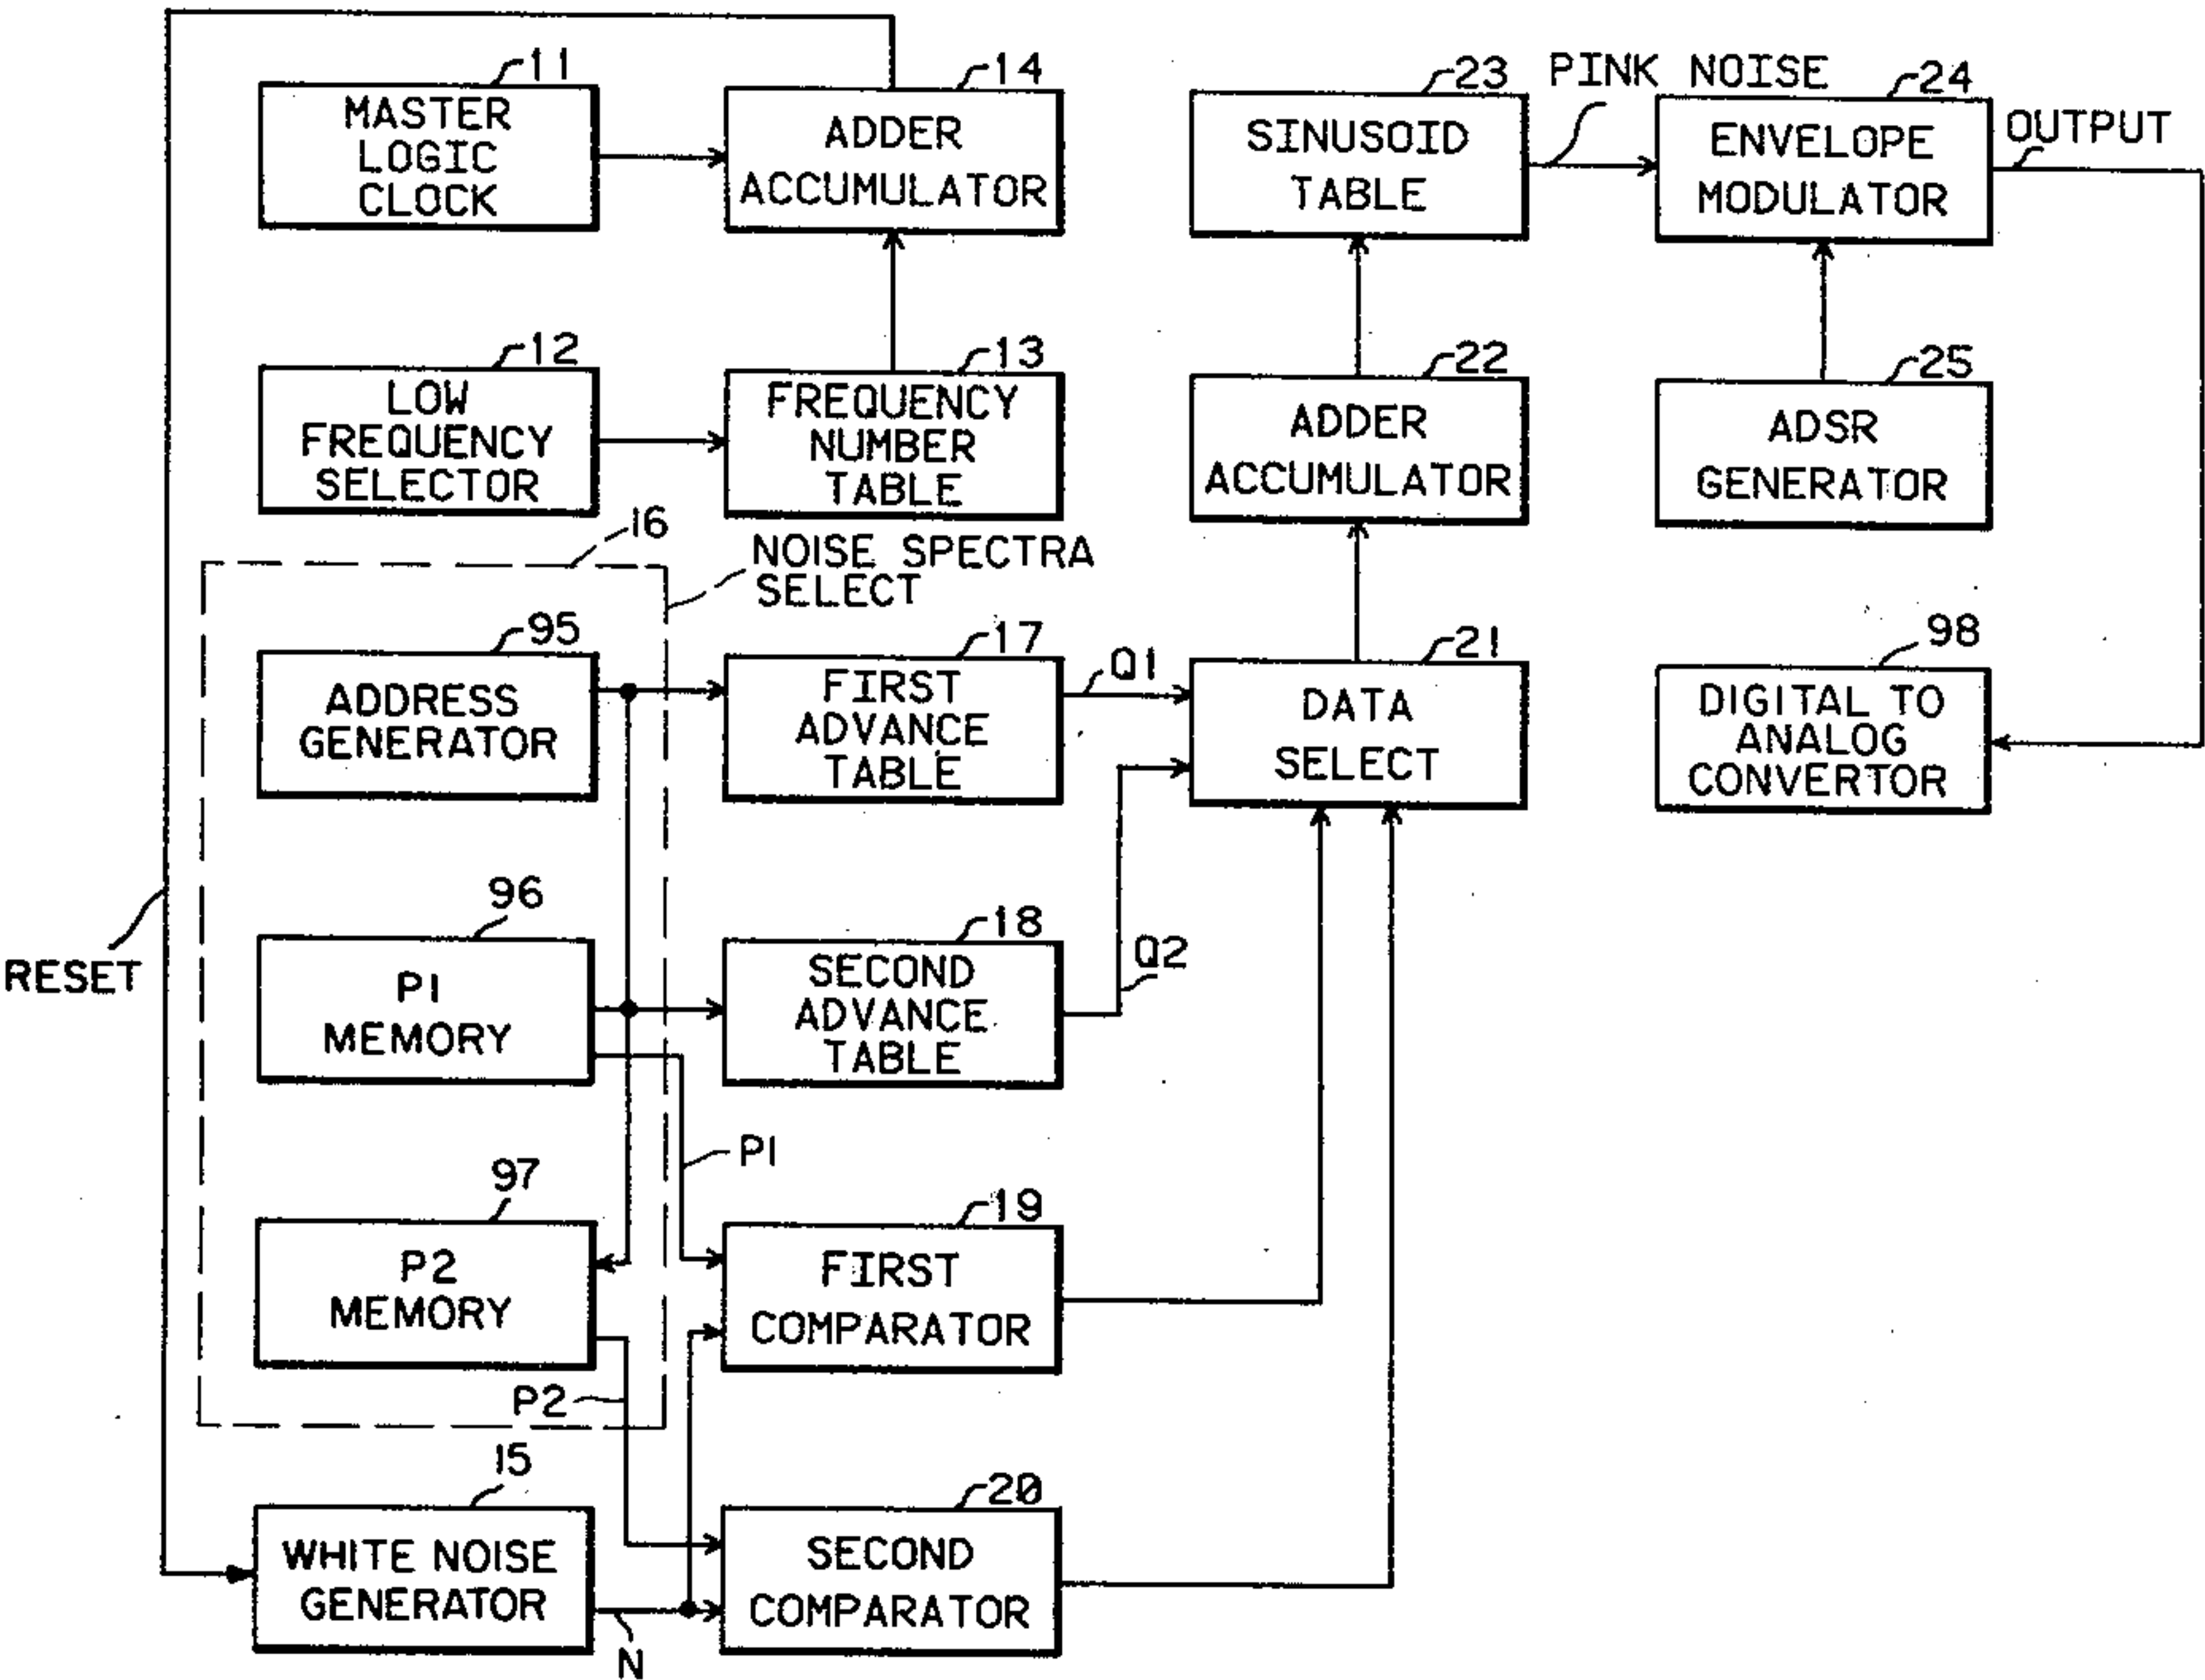 11
MASTER
LOGIC
CLOCK
14
ADDER
ACCUMULATOR
23
SINUSOID
TABLE
PINK NOISE
24
ENVELOPE
MODULATOR
OUTPUT
12
LOW
FREQUENCY
SELECTOR
13
FREQUENCY
NUMBER
TABLE
22
ADDER
ACCUMULATOR
25
ADSR
GENERATOR
16
NOISE SPECTRA
SELECT
95
ADDRESS
GENERATOR
17
FIRST
ADVANCE
TABLE
Q1
21
DATA
SELECT
98
DIGITAL TO
ANALOG
CONVERTOR
RESET
96
P1
MEMORY
18
SECOND
ADVANCE
TABLE
Q2
P1
97
P2
MEMORY
19
FIRST
COMPARATOR
P2
15
WHITE NOISE
GENERATOR
N
20
SECOND
COMPARATOR